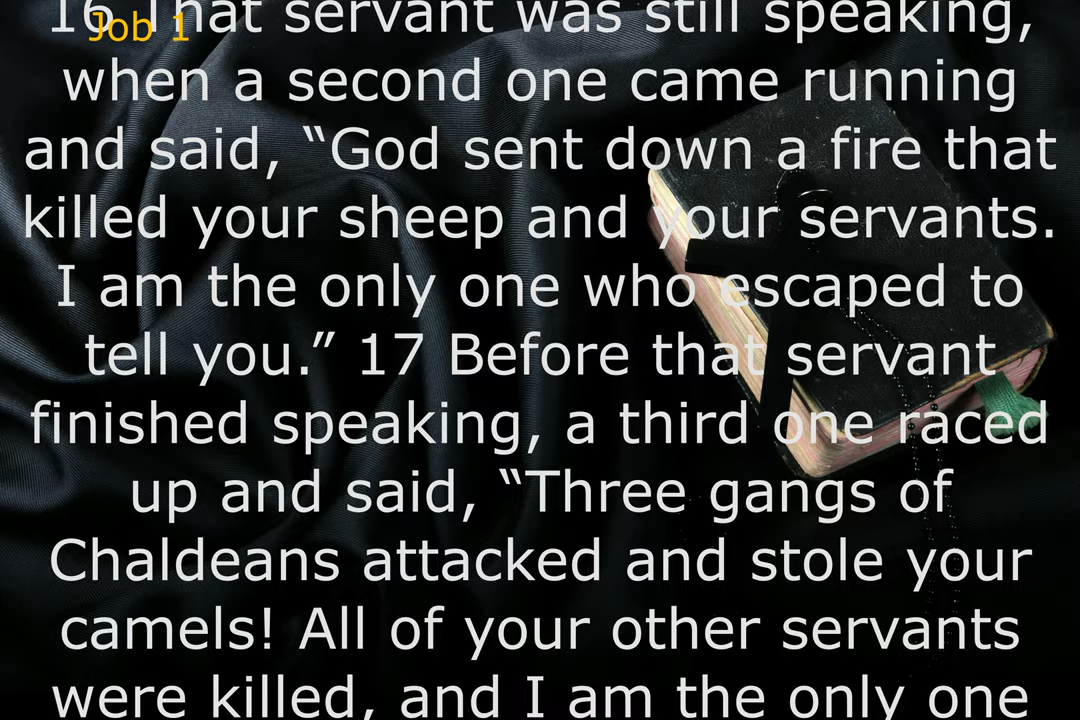 Job 1
16 That servant was still speaking,
when a second one came running
and said, “God sent down a fire that
killed your sheep and your servants.
I am the only one who escaped to
tell you.” 17 Before that servant
finished speaking, a third one raced
up and said, “Three gangs of
Chaldeans attacked and stole your
camels! All of your other servants
were killed, and I am the only one